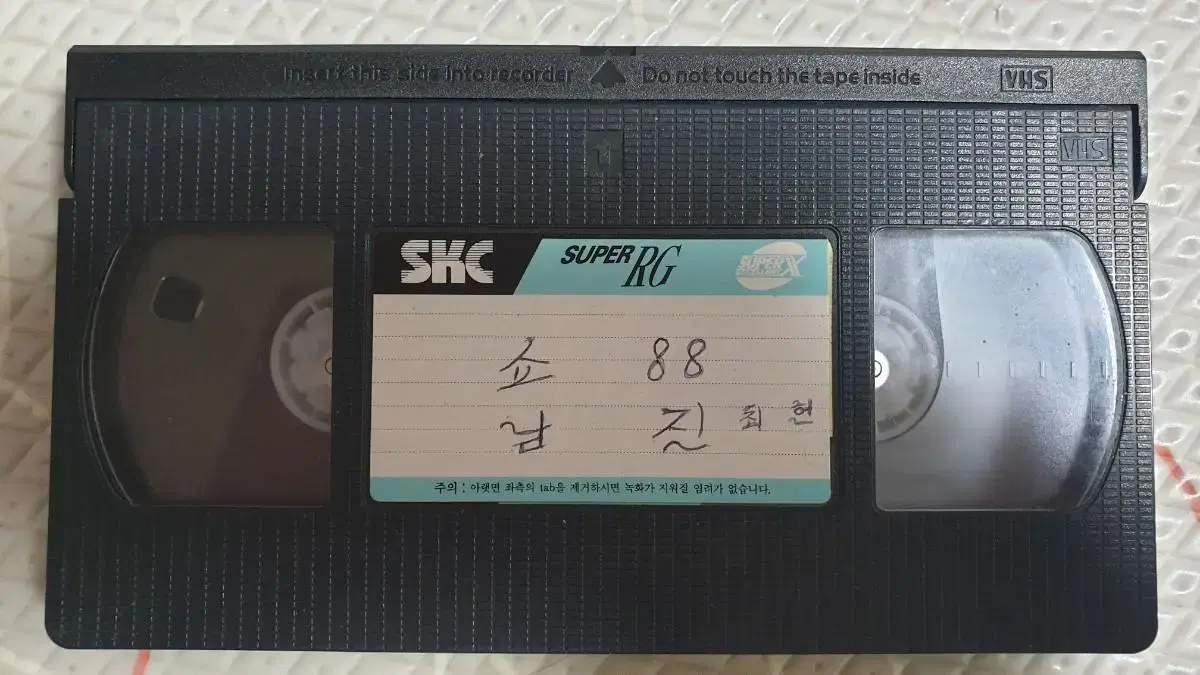 Insert this side into recorder ▲ Do not touch the tape inside VHS
VHS
SKC SUPER RG SUPER X
쇼 88
남 진 최 현
주의 : 아랫면 좌측의 tab을 제거하시면 녹화가 지워질 염려가 없습니다.